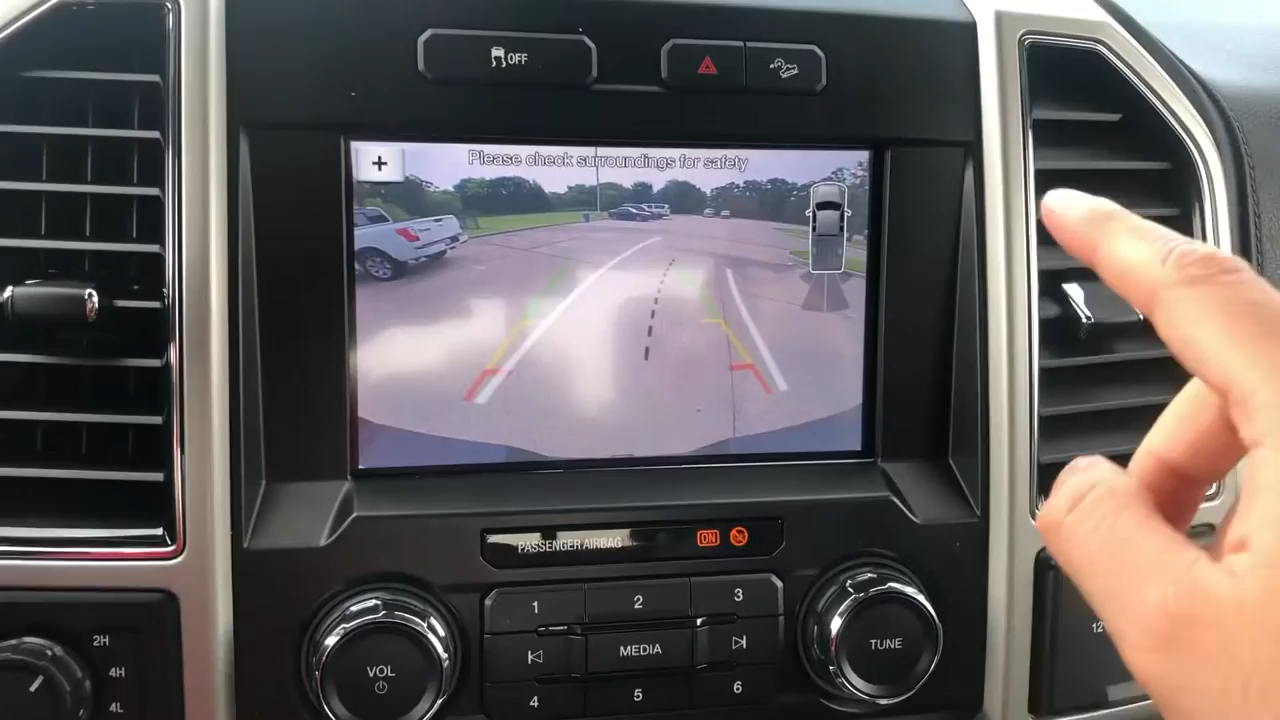 OFF
+
Please check surroundings for safety
PASSENGER AIRBAG ON
1 2 3
MEDIA
4 5 6
VOL
TUNE
2H
4H
4L
12